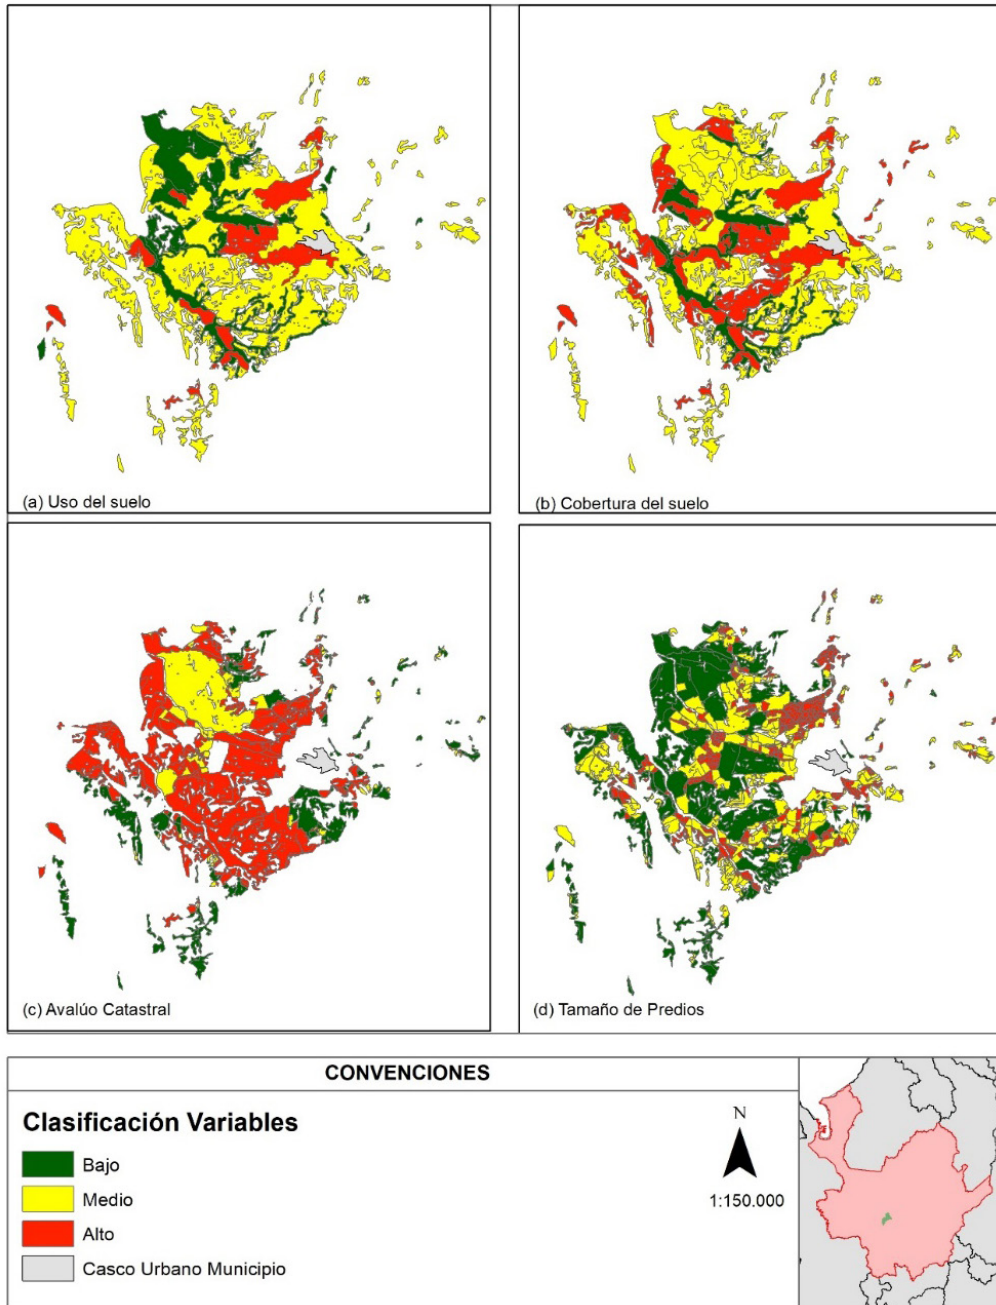 (a) Uso del suelo
(b) Cobertura del suelo
(c) Avalúo Catastral
(d) Tamaño de Predios
CONVENCIONES
Clasificación Variables
Bajo
Medio
Alto
Casco Urbano Municipio
N
1:150.000